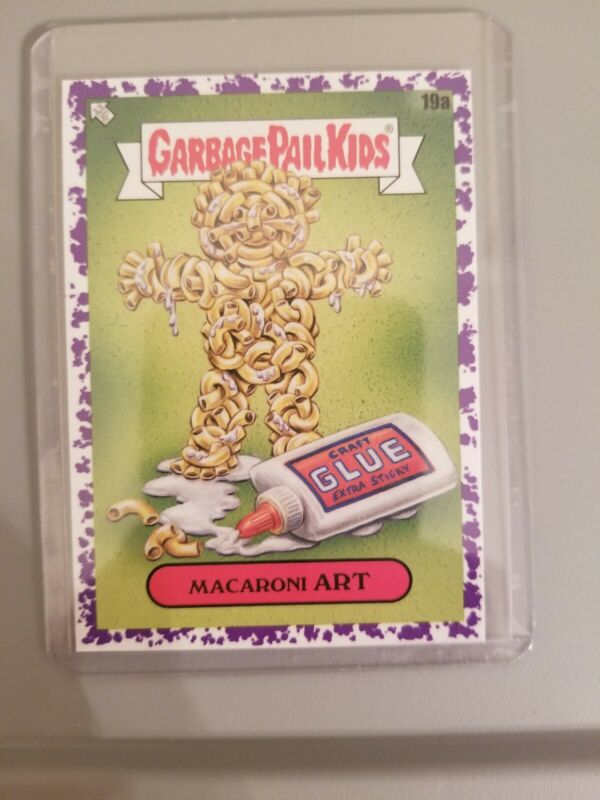 19a
GARBAGE PAIL KIDS®
CRAFT
GLUE
EXTRA STICKY
MACARONI ART